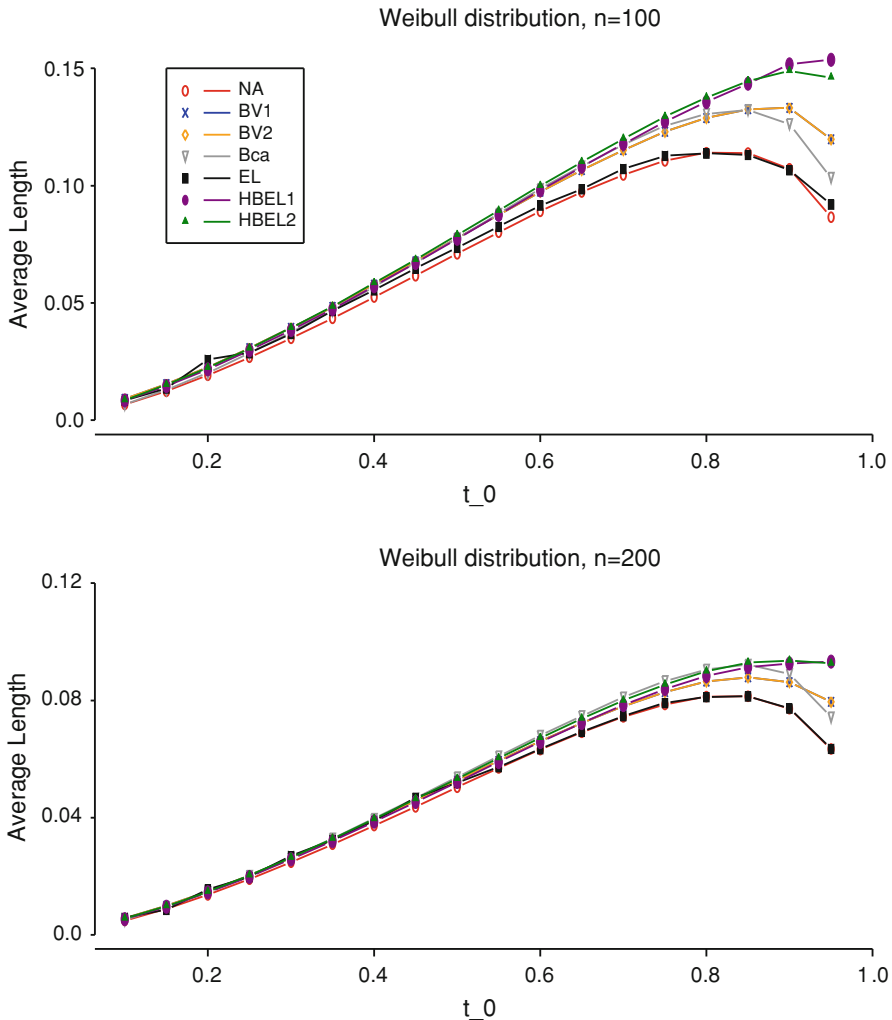 Weibull distribution, n=100
Average Length
0.15
0.10
0.05
0.0
NA
BV1
BV2
Bca
EL
HBEL1
HBEL2
0.2
0.4
0.6
0.8
1.0
t_0
Weibull distribution, n=200
Average Length
0.12
0.08
0.04
0.0
0.2
0.4
0.6
0.8
1.0
t_0